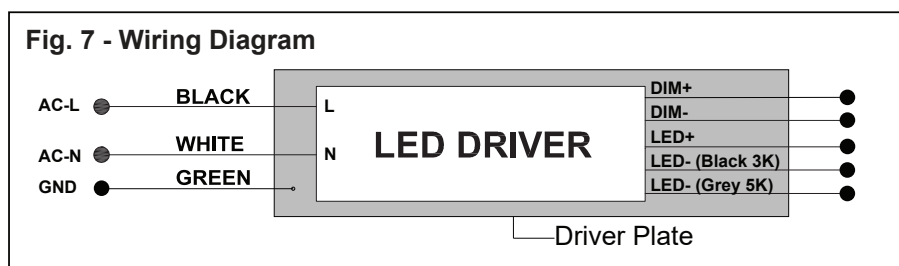 Fig. 7 - Wiring Diagram
AC-L
BLACK
L
AC-N
WHITE
N
GND
GREEN
LED DRIVER
DIM+
DIM-
LED+
LED- (Black 3K)
LED- (Grey 5K)
Driver Plate